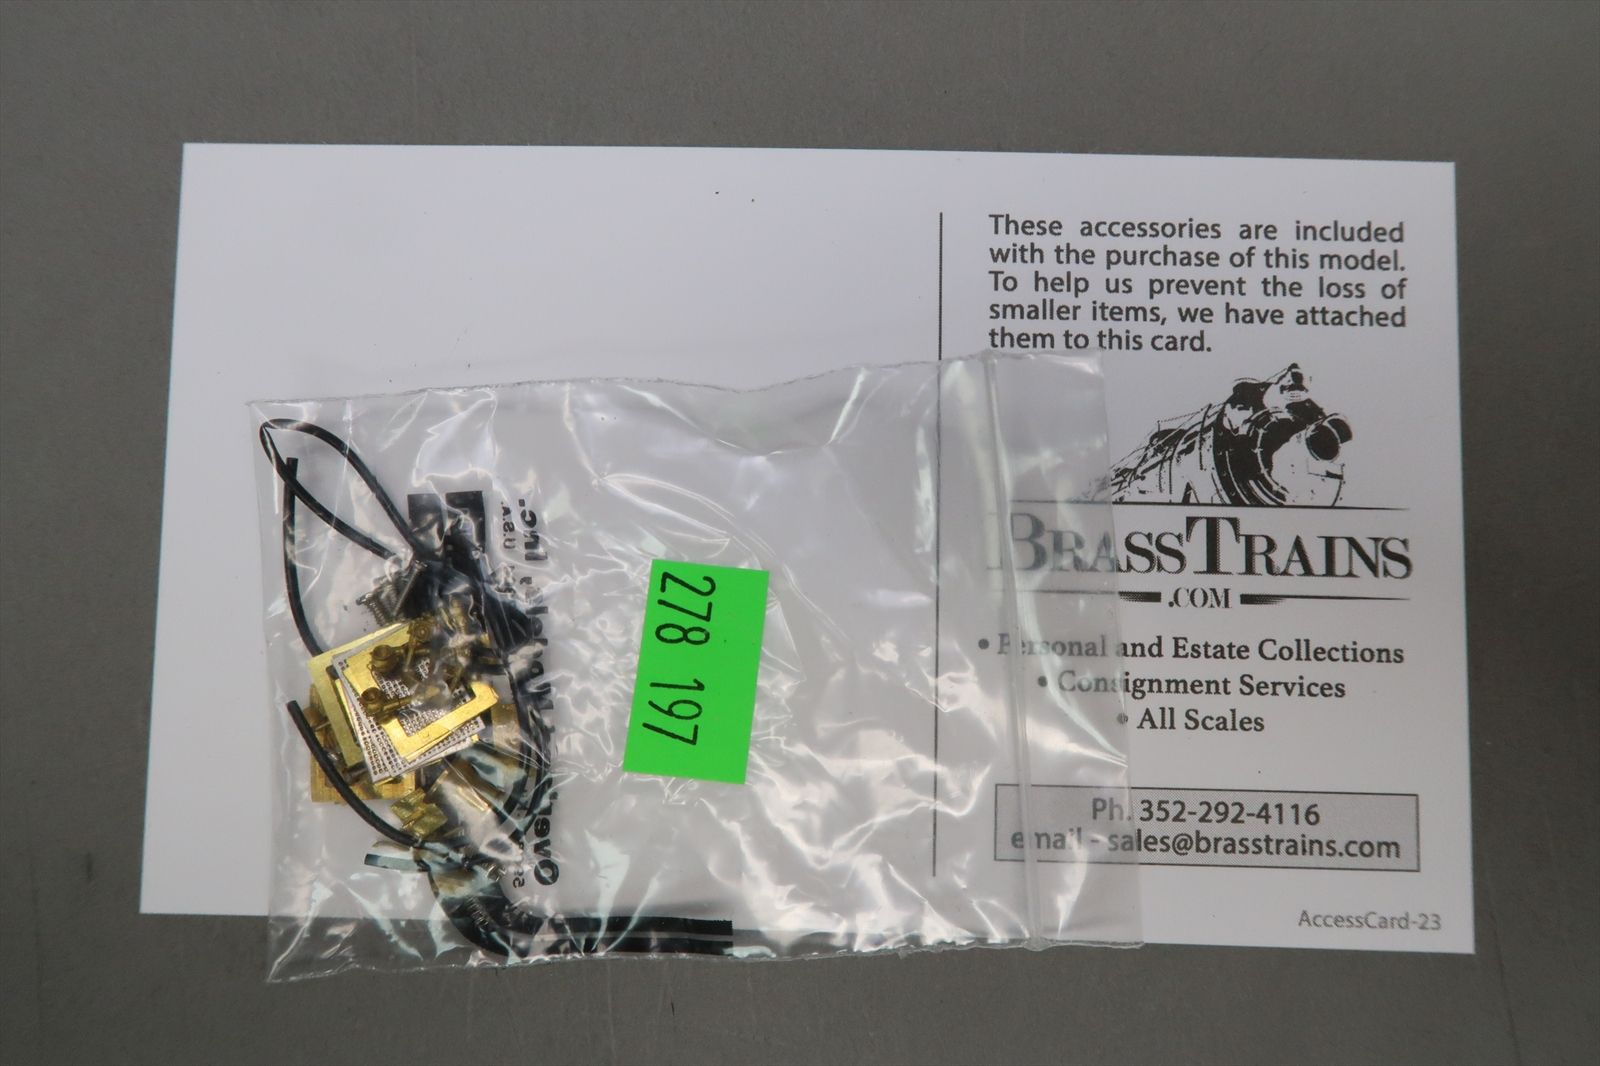 These accessories are included
with the purchase of this model.
To help us prevent the loss of
smaller items, we have attached
them to this card.
BRASSTRAINS
.COM
• Personal and Estate Collections
• Consignment Services
• All Scales
Ph. 352-292-4116
email - sales@brasstrains.com
AccessCard-23
278 197
Inc.
U.S.A.